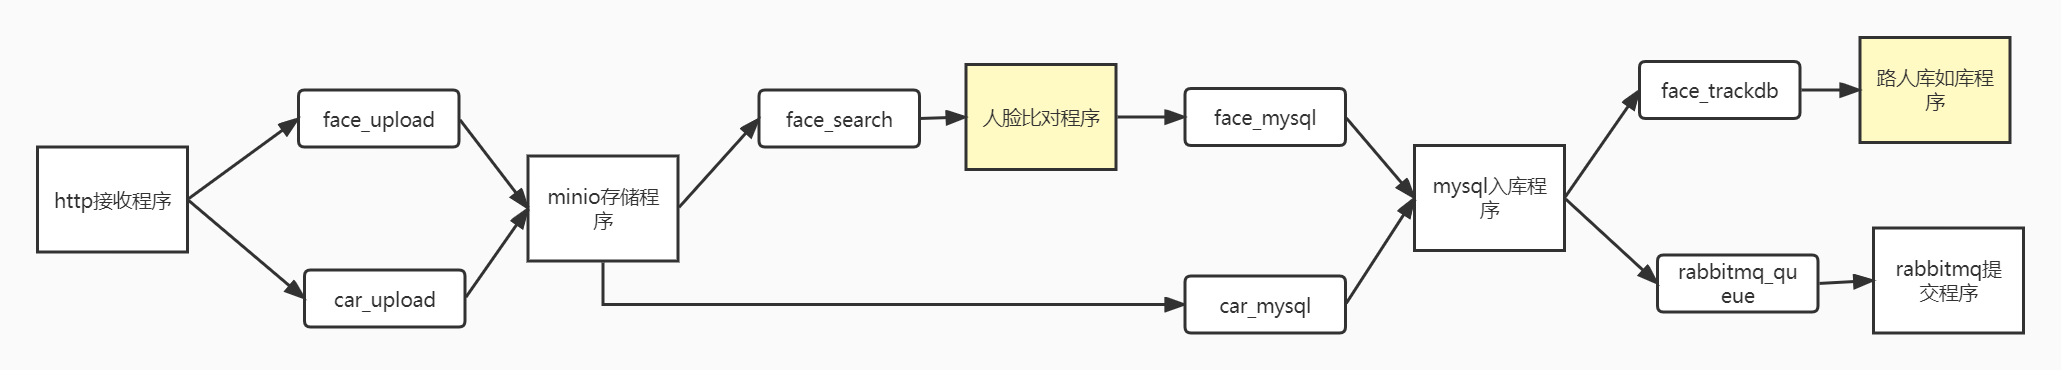 http接收程序
face_upload
car_upload
minio存储程
序
face_search
人脸比对程序
face_mysql
car_mysql
mysql入库程
序
face_trackdb
路人库如库程
序
rabbitmq_qu
eue
rabbitmq提
交程序